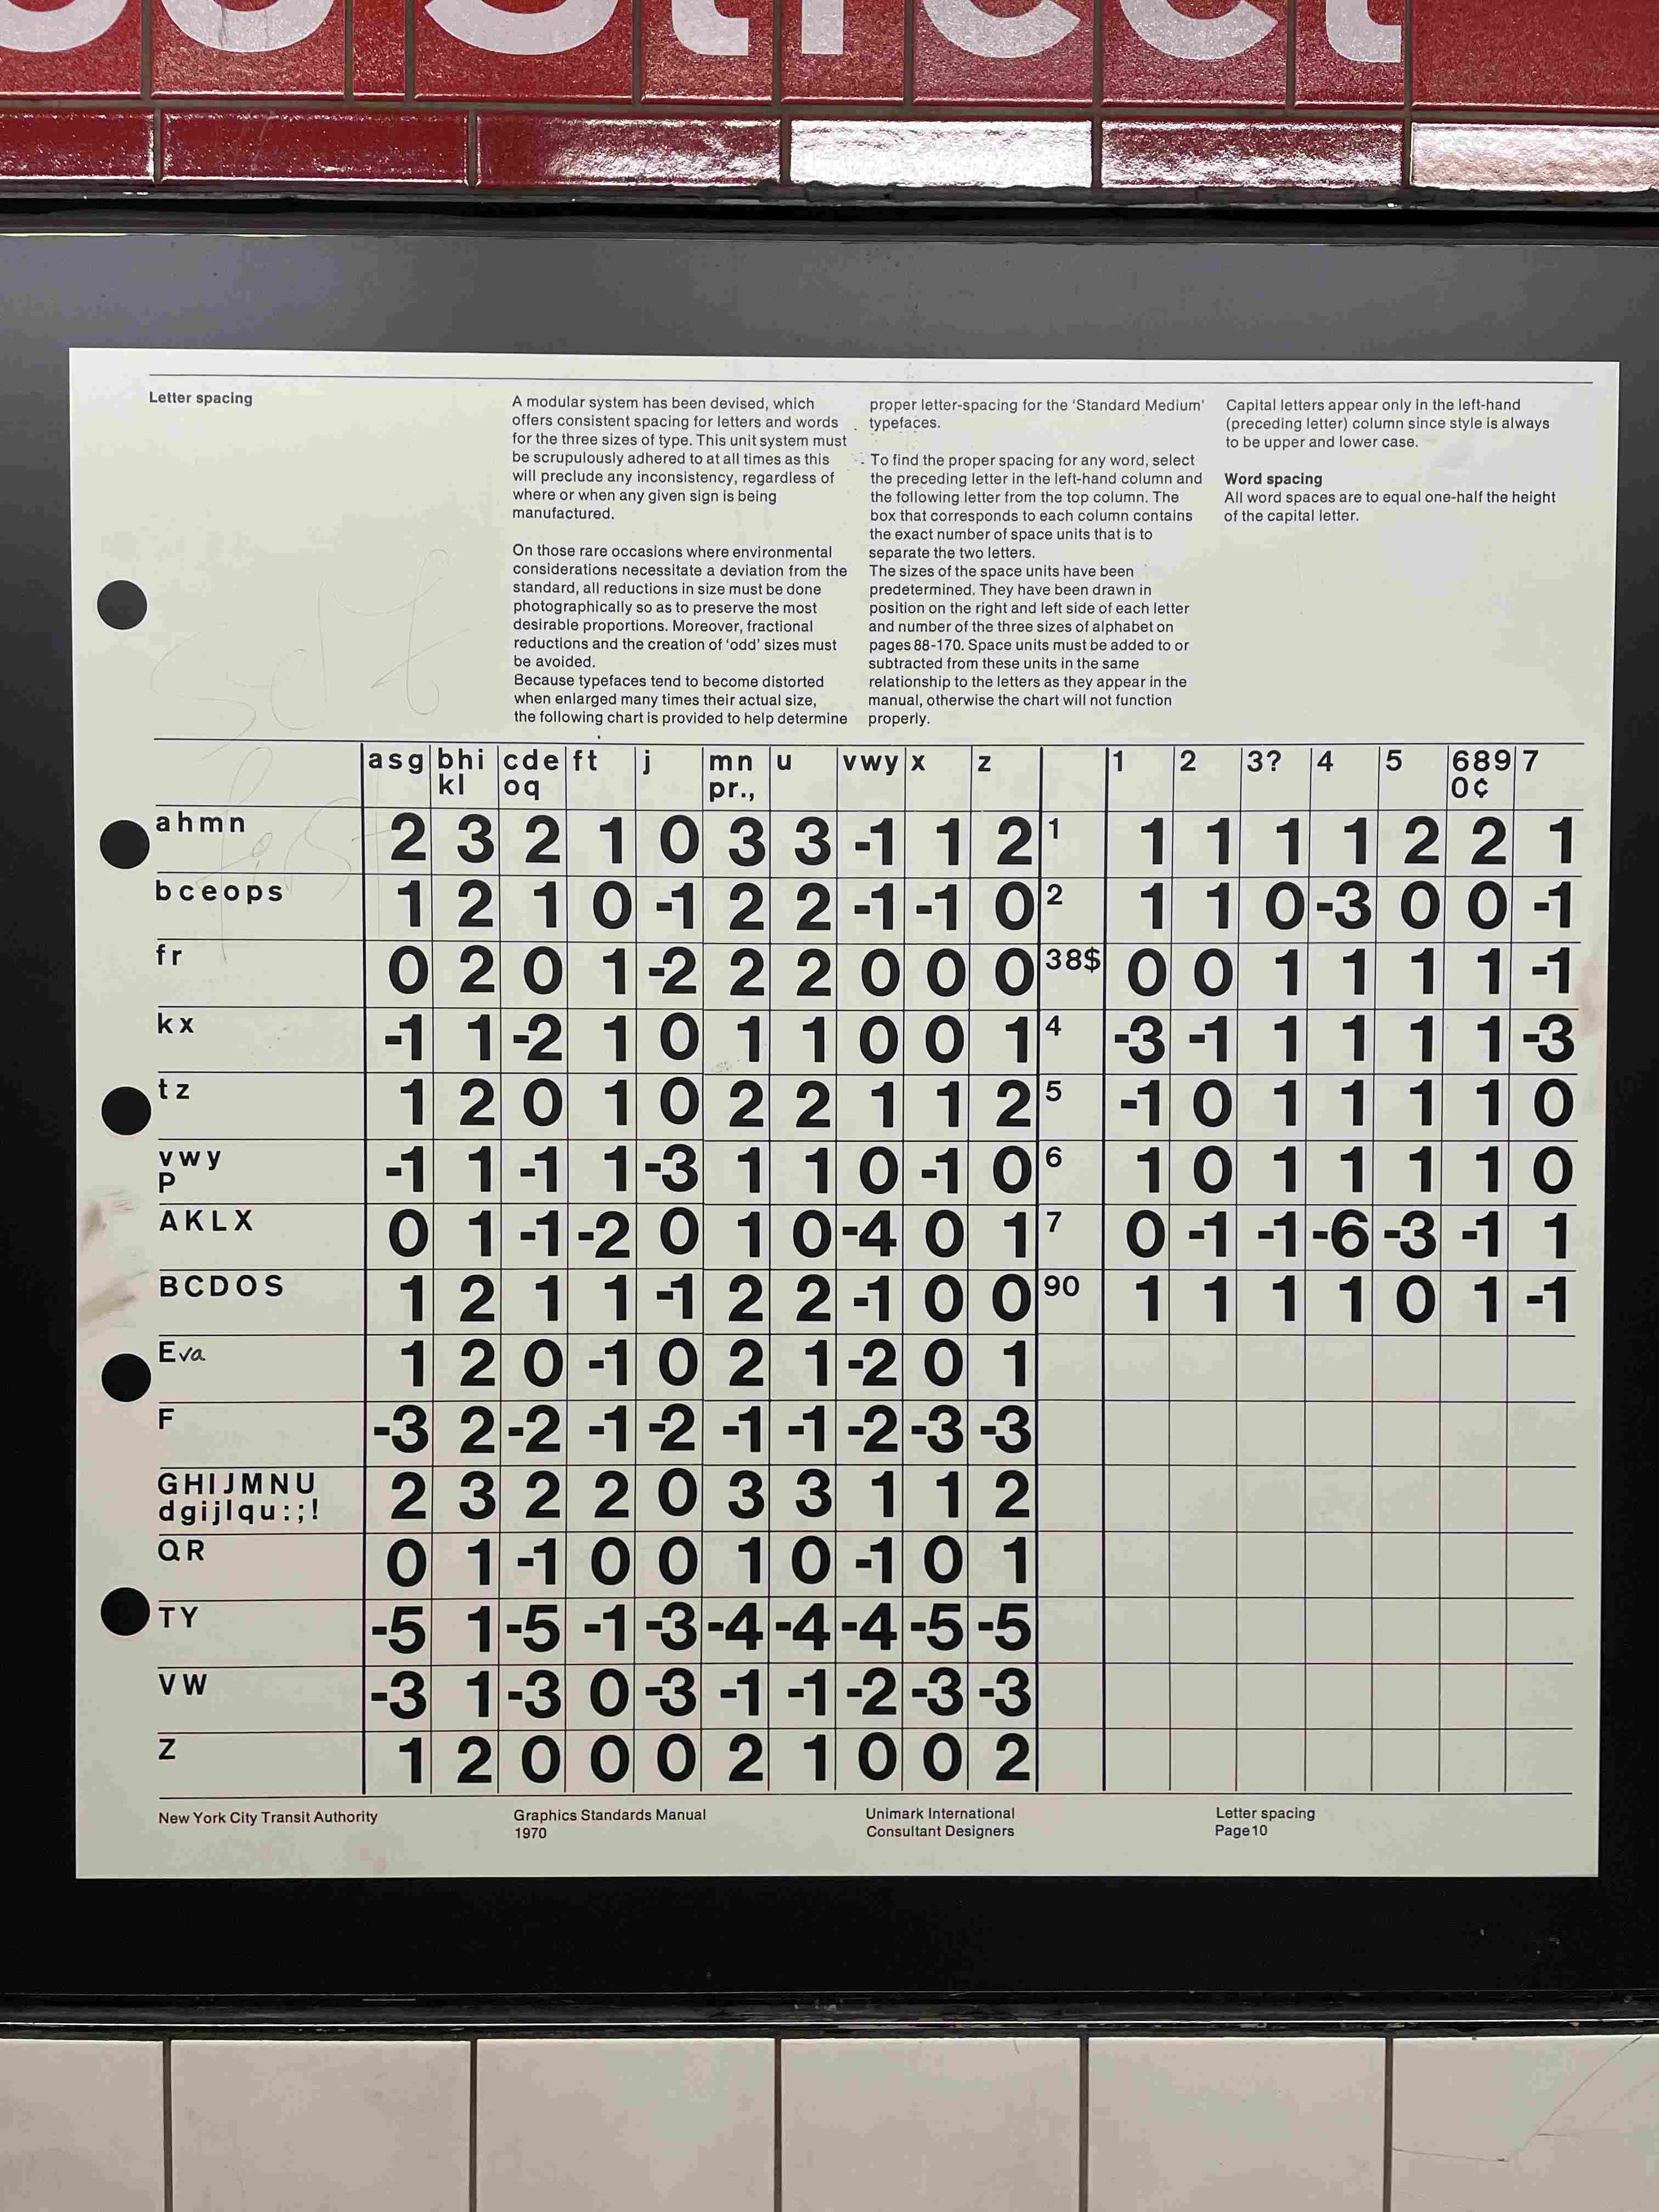 Street
Letter spacing
A modular system has been devised, which
offers consistent spacing for letters and words
for the three sizes of type. This unit system must
be scrupulously adhered to at all times as this
will preclude any inconsistency, regardless of
where or when any given sign is being
manufactured.
On those rare occasions where environmental
considerations necessitate a deviation from the
standard, all reductions in size must be done
photographically so as to preserve the most
desirable proportions. Moreover, fractional
reductions and the creation of ‘odd’ sizes must
be avoided.
Because typefaces tend to become distorted
when enlarged many times their actual size,
the following chart is provided to help determine
proper letter-spacing for the ‘Standard Medium’
typefaces.
To find the proper spacing for any word, select
the preceding letter in the left-hand column and
the following letter from the top column. The
box that corresponds to each column contains
the exact number of space units that is to
separate the two letters.
The sizes of the space units have been
predetermined. They have been drawn in
position on the right and left side of each letter
and number of the three sizes of alphabet on
pages 88-170. Space units must be added to or
subtracted from these units in the same
relationship to the letters as they appear in the
manual, otherwise the chart will not function
properly.
Capital letters appear only in the left-hand
(preceding letter) column since style is always
to be upper and lower case.
Word spacing
All word spaces are to equal one-half the height
of the capital letter.
asg bhi cde ft j mn u vwy x z 1 2 3? 4 5 689 7
kl oq pr., 0¢
ahmn 2 3 2 1 0 3 3 -1 1 2 1 1 1 1 1 2 2 1
bceops 1 2 1 0 -1 2 2 -1 -1 0 2 1 1 0 -3 0 0 -1
fr 0 2 0 1 -2 2 2 0 0 0 38$ 0 0 1 1 1 1 -1
kx -1 1 -2 1 0 1 1 0 0 1 4 -3 -1 1 1 1 1 -3
tz 1 2 0 1 0 2 2 1 1 2 5 -1 0 1 1 1 1 0
vwy
P -1 1 -1 1 -3 1 1 0 -1 0 6 1 0 1 1 1 1 0
AKLX 0 1 -1 -2 0 1 0 -4 0 1 7 0 -1 -1 -6 -3 -1 1
BCDOS 1 2 1 1 -1 2 2 -1 0 0 90 1 1 1 1 0 1 -1
Eva 1 2 0 -1 0 2 1 -2 0 1
F -3 2 -2 -1 -2 -1 -1 -2 -3 -3
GHIJMNU
dgijlqu:;! 2 3 2 2 0 3 3 1 1 2
QR 0 1 -1 0 0 1 0 -1 0 1
TY -5 1 -5 -1 -3 -4 -4 -4 -5 -5
VW -3 1 -3 0 -3 -1 -1 -2 -3 -3
Z 1 2 0 0 0 2 1 0 0 2
New York City Transit Authority
Graphics Standards Manual
1970
Unimark International
Consultant Designers
Letter spacing
Page 10